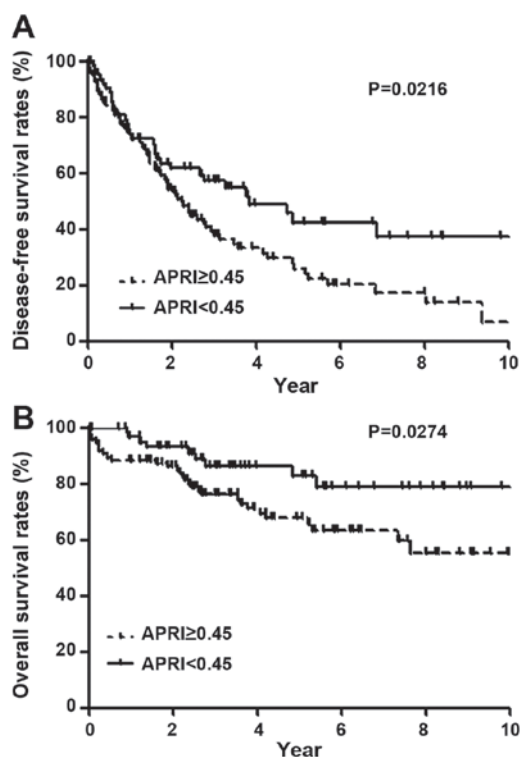 A
Disease-free survival rates (%)
100
80
60
40
20
0
P=0.0216
APRI≥0.45
APRI<0.45
0 2 4 6 8 10
Year
B
Overall survival rates (%)
100
80
60
40
20
0
P=0.0274
APRI≥0.45
APRI<0.45
0 2 4 6 8 10
Year